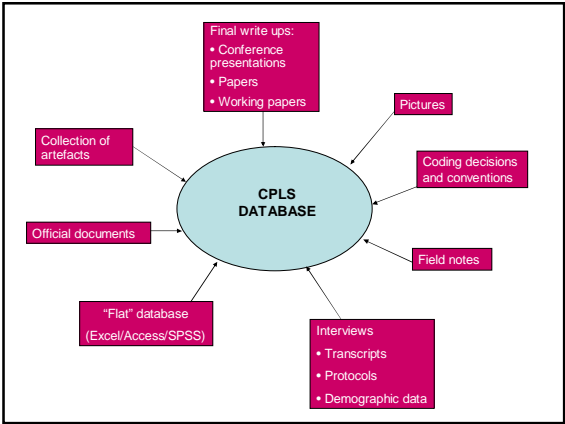 Final write ups:
• Conference
presentations
• Papers
• Working papers
Pictures
Collection of
artefacts
Coding decisions
and conventions
CPLS
DATABASE
Official documents
Field notes
“Flat” database
(Excel/Access/SPSS)
Interviews
• Transcripts
• Protocols
• Demographic data